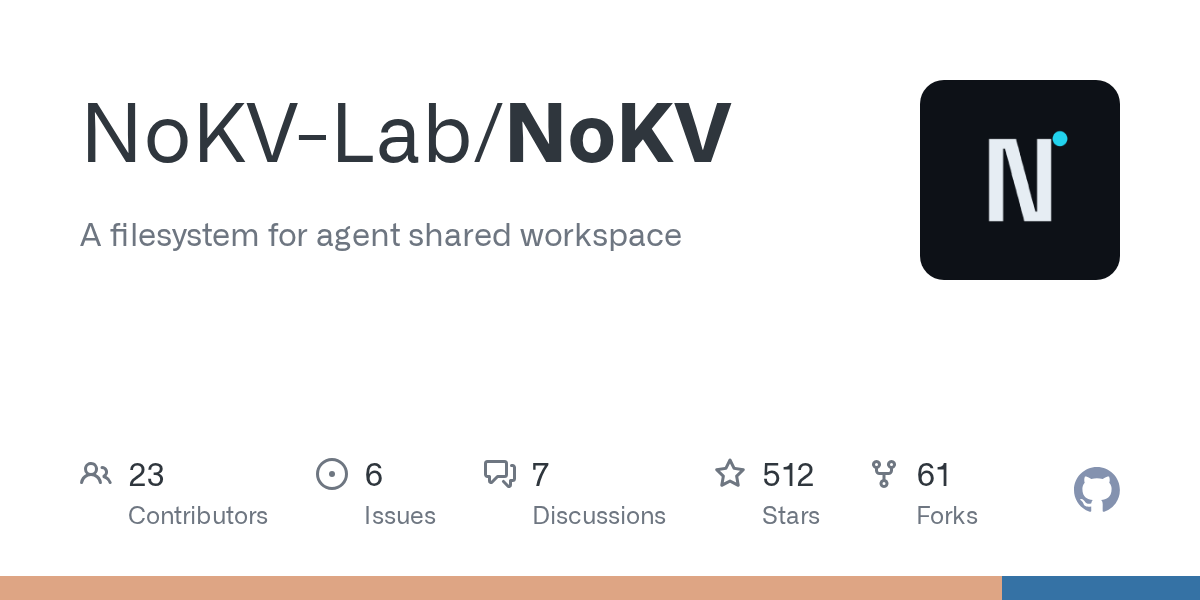 NoKV-Lab/NoKV
A filesystem for agent shared workspace
N
23
Contributors
6
Issues
7
Discussions
512
Stars
61
Forks